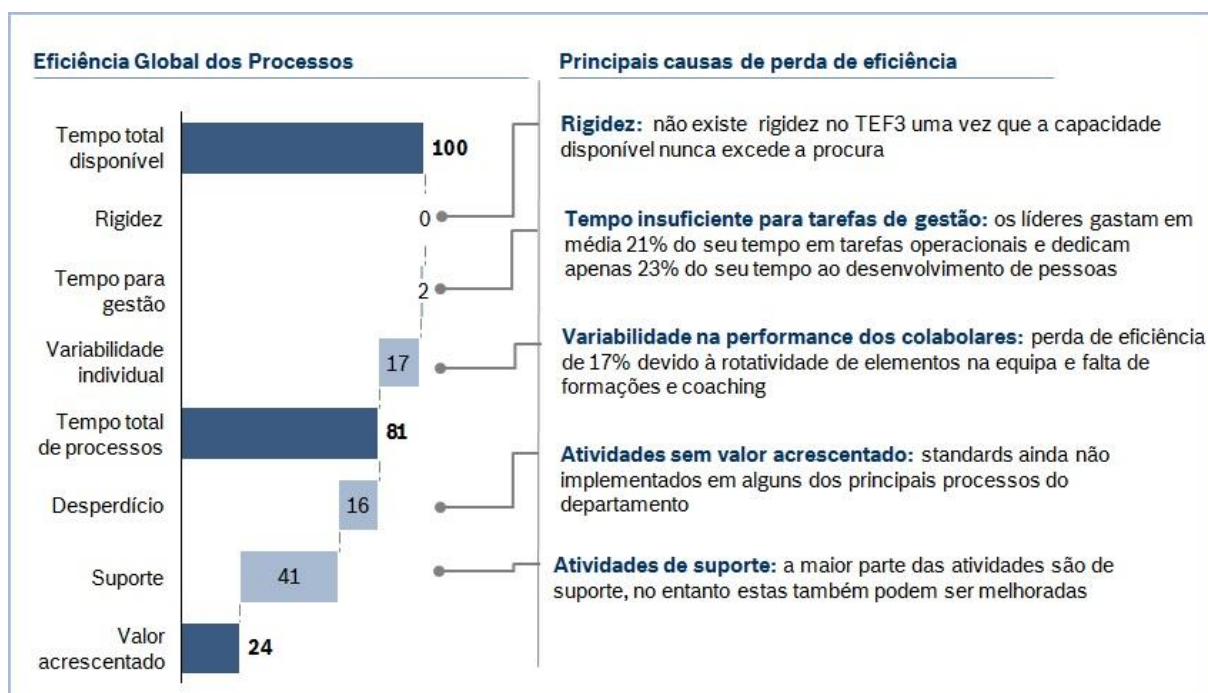 Eficiência Global dos Processos
Tempo total
disponível
100
Rigidez
0
Tempo para
gestão
2
Variabilidade
individual
17
Tempo total
de processos
81
Desperdício
16
Suporte
41
Valor
acrescentado
24
Principais causas de perda de eficiência
Rigidez: não existe rigidez no TEF3 uma vez que a capacidade
disponível nunca excede a procura
Tempo insuficiente para tarefas de gestão: os líderes gastam em
média 21% do seu tempo em tarefas operacionais e dedicam
apenas 23% do seu tempo ao desenvolvimento de pessoas
Variabilidade na performance dos colabolares: perda de eficiência
de 17% devido à rotatividade de elementos na equipa e falta de
formações e coaching
Atividades sem valor acrescentado: standards ainda não
implementados em alguns dos principais processos do
departamento
Atividades de suporte: a maior parte das atividades são de
suporte, no entanto estas também podem ser melhoradas